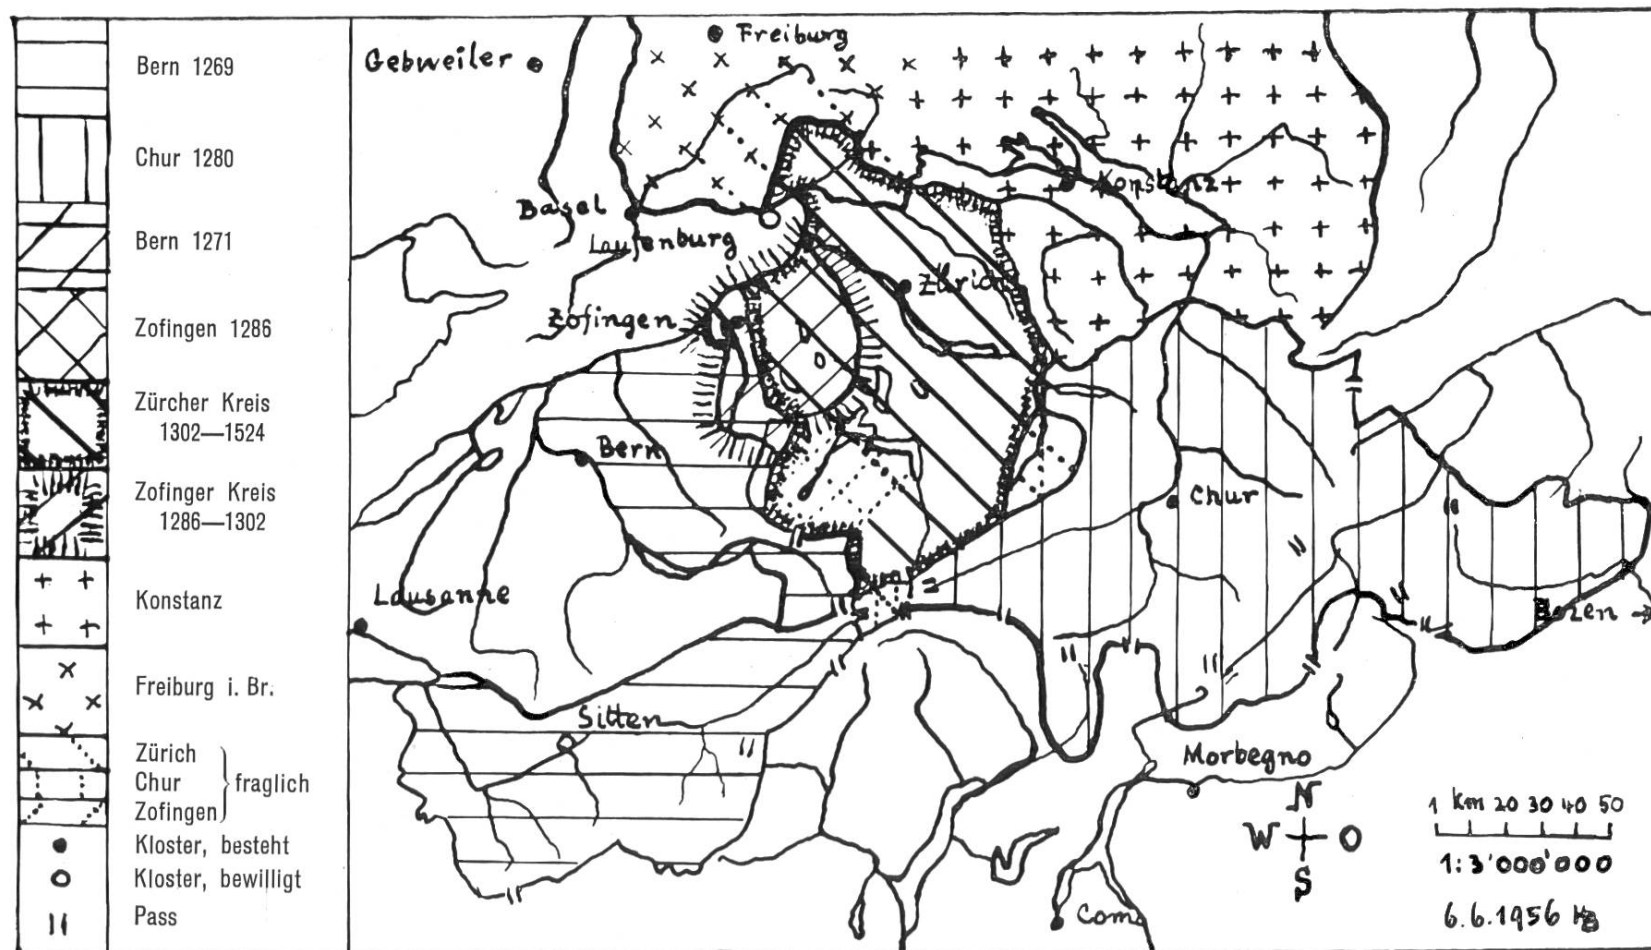 Bern 1269
Chur 1280
Bern 1271
Zofingen 1286
Zürcher Kreis
1302—1524
Zofinger Kreis
1286—1302
Konstanz
Freiburg i. Br.
Zürich
Chur
Zofingen
fraglich
Kloster, besteht
Kloster, bewilligt
Pass
Freiburg
Gebweiler
Konstanz
Basel
Laufenburg
Zürich
Zofingen
Bern
Chur
Lausanne
Sitten
Morbegno
Como
N
W O
S
1 Km 20 30 40 50
1:3'000'000
6.6.1956